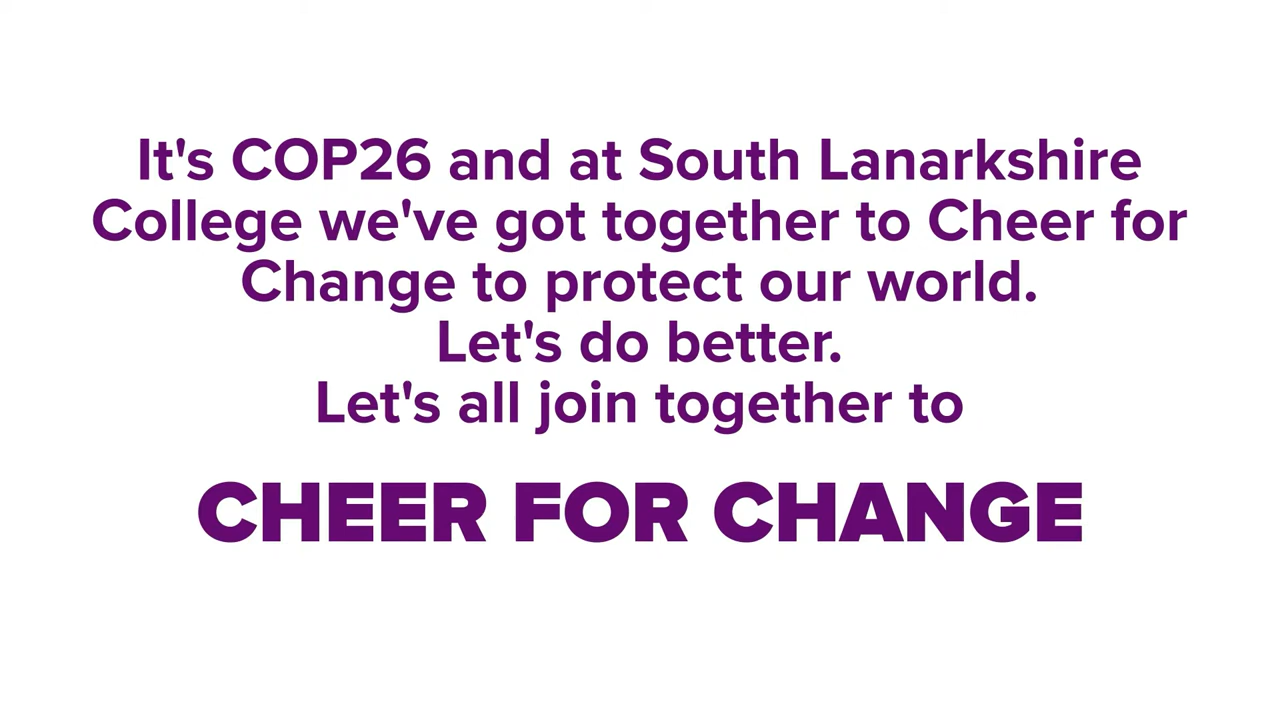 It's COP26 and at South Lanarkshire
College we've got together to Cheer for
Change to protect our world.
Let's do better.
Let's all join together to
CHEER FOR CHANGE